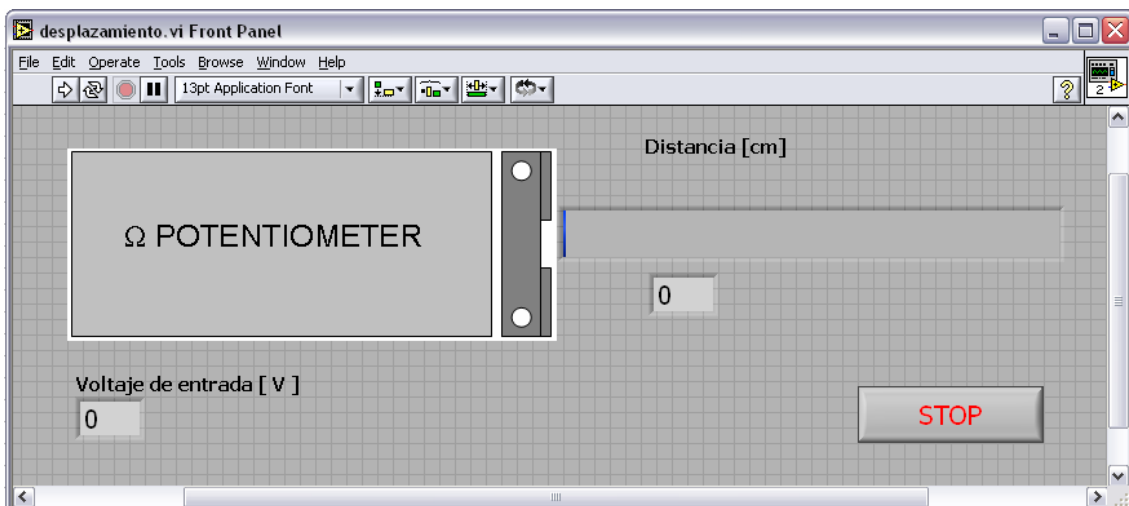 desplazamiento.vi Front Panel
File Edit Operate Tools Browse Window Help
13pt Application Font
?
2
Distancia [cm]
Ω POTENTIOMETER
0
Voltaje de entrada [ V ]
0
STOP